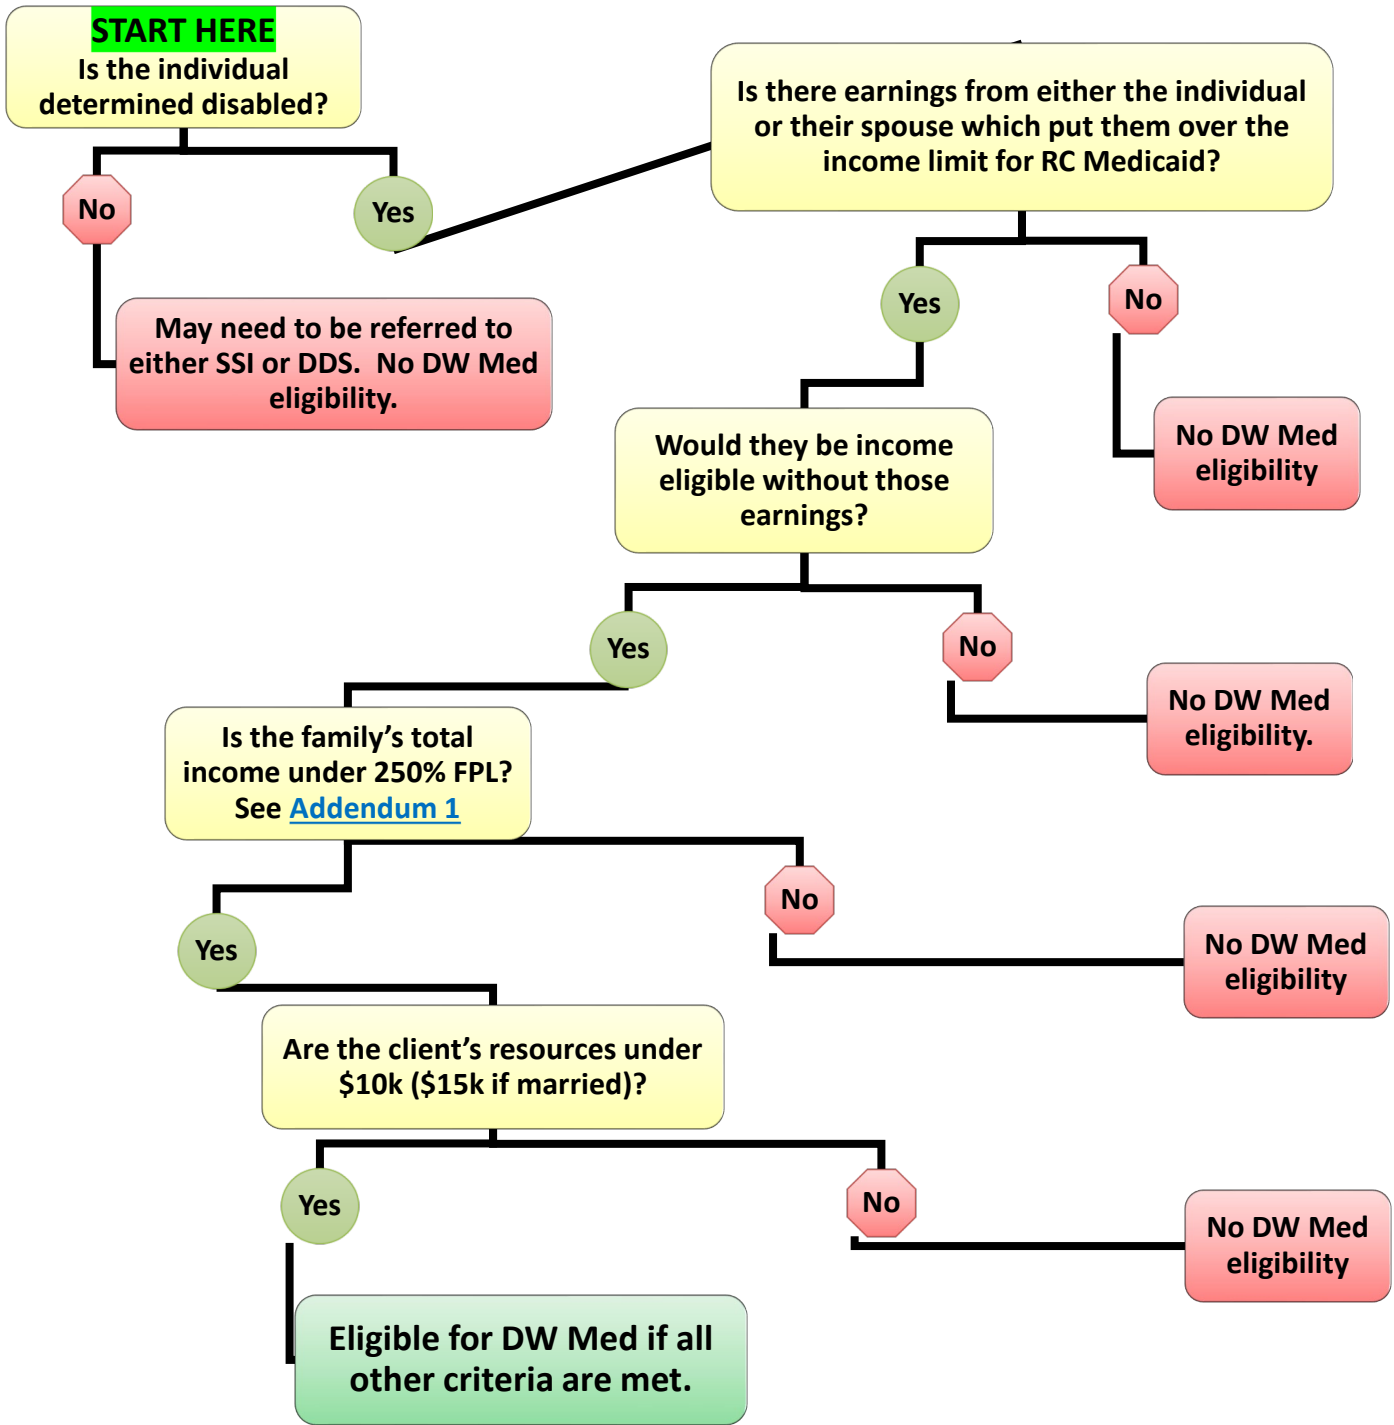 START HERE
Is the individual
determined disabled?
Is there earnings from either the individual
or their spouse which put them over the
income limit for RC Medicaid?
No
Yes
Yes
No
May need to be referred to
either SSI or DDS.  No DW Med
eligibility.
No DW Med
eligibility
Would they be income
eligible without those
earnings?
Yes
No
No DW Med
eligibility.
Is the family’s total
income under 250% FPL?
See Addendum 1
No
Yes
No DW Med
eligibility
Are the client’s resources under
$10k ($15k if married)?
Yes
No
No DW Med
eligibility
Eligible for DW Med if all
other criteria are met.